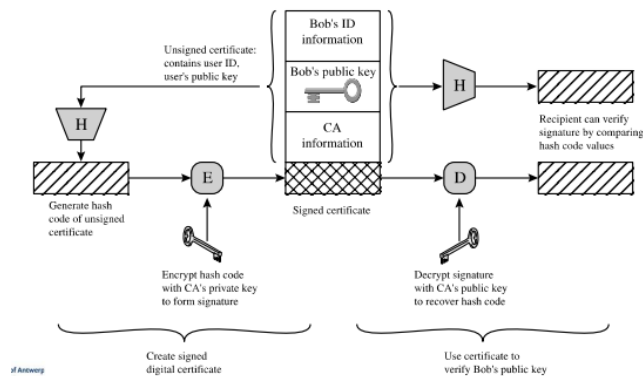 Bob's ID
information
Unsigned certificate:
contains user ID,
user's public key
Bob's public key
H
H
CA
information
Recipient can verify
signature by comparing
hash code values
E
D
Generate hash
code of unsigned
certificate
Signed certificate
Encrypt hash code
with CA's private key
to form signature
Decrypt signature
with CA's public key
to recover hash code
Create signed
digital certificate
Use certificate to
verify Bob's public key
of Antwerp